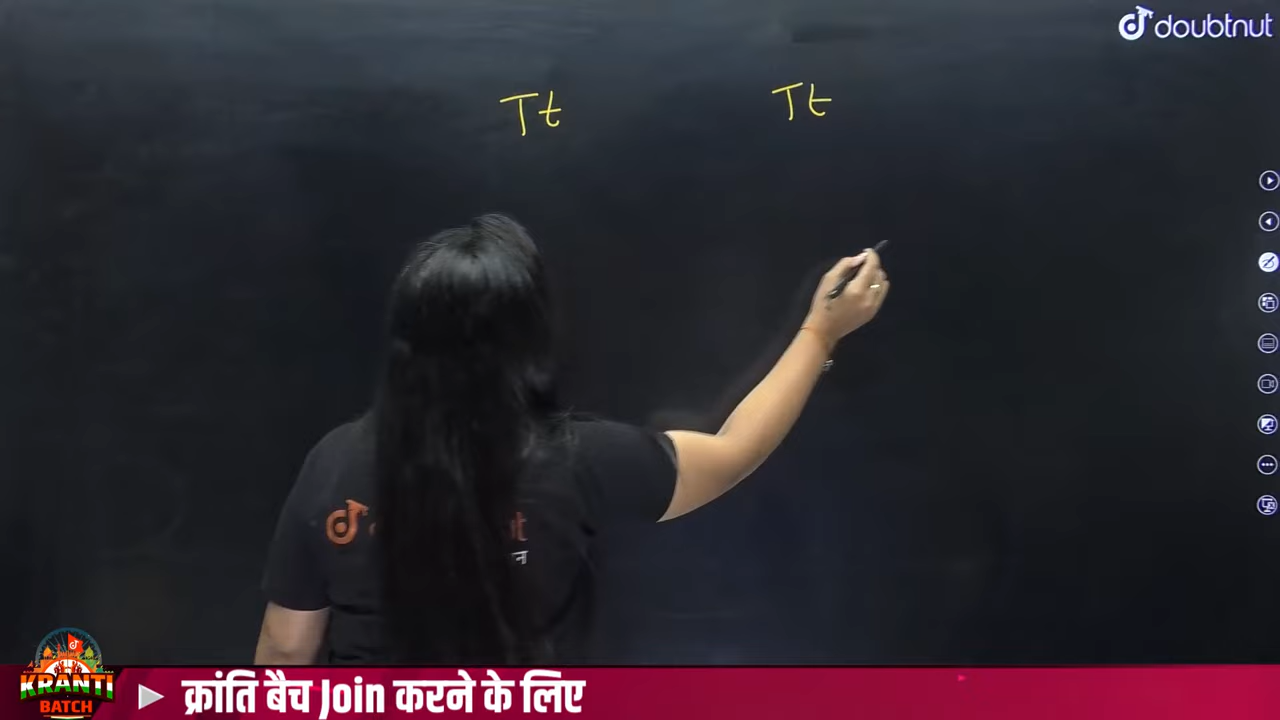 doubtnut
Tt Tt
KRANTI
BATCH
क्रांति बैच Join करने के लिए